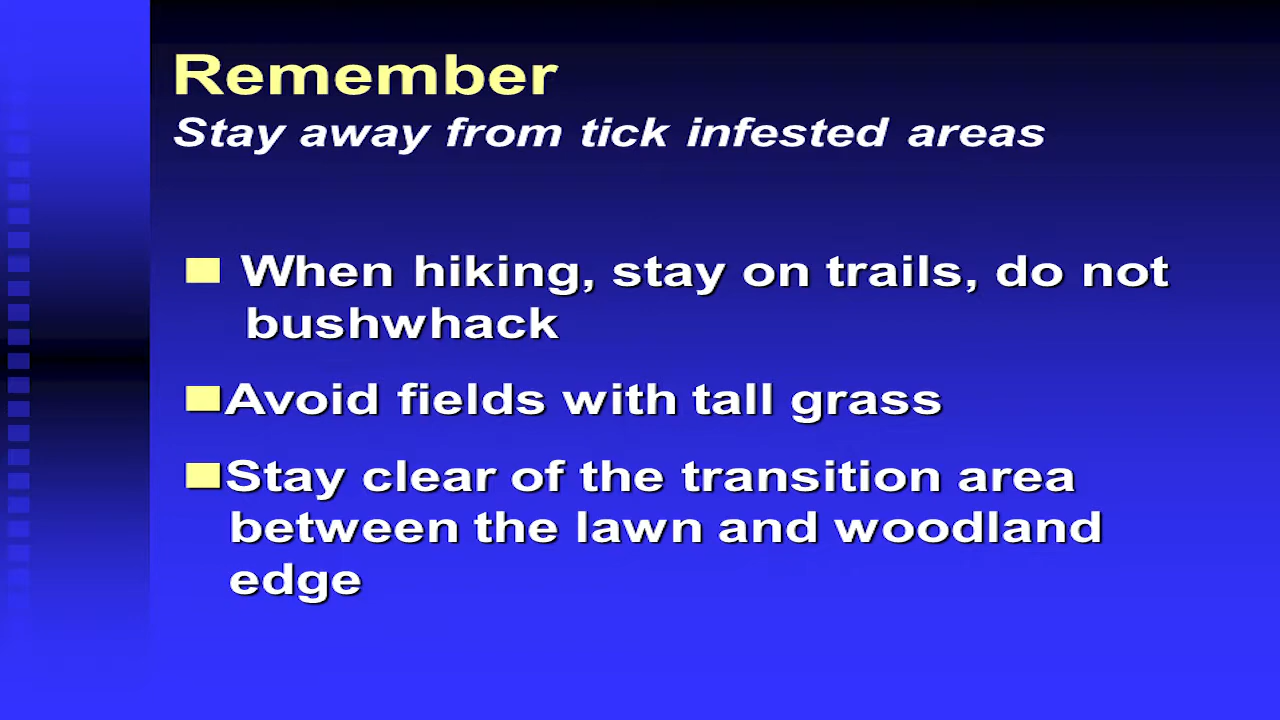 Remember
Stay away from tick infested areas
When hiking, stay on trails, do not
bushwhack
Avoid fields with tall grass
Stay clear of the transition area
between the lawn and woodland
edge